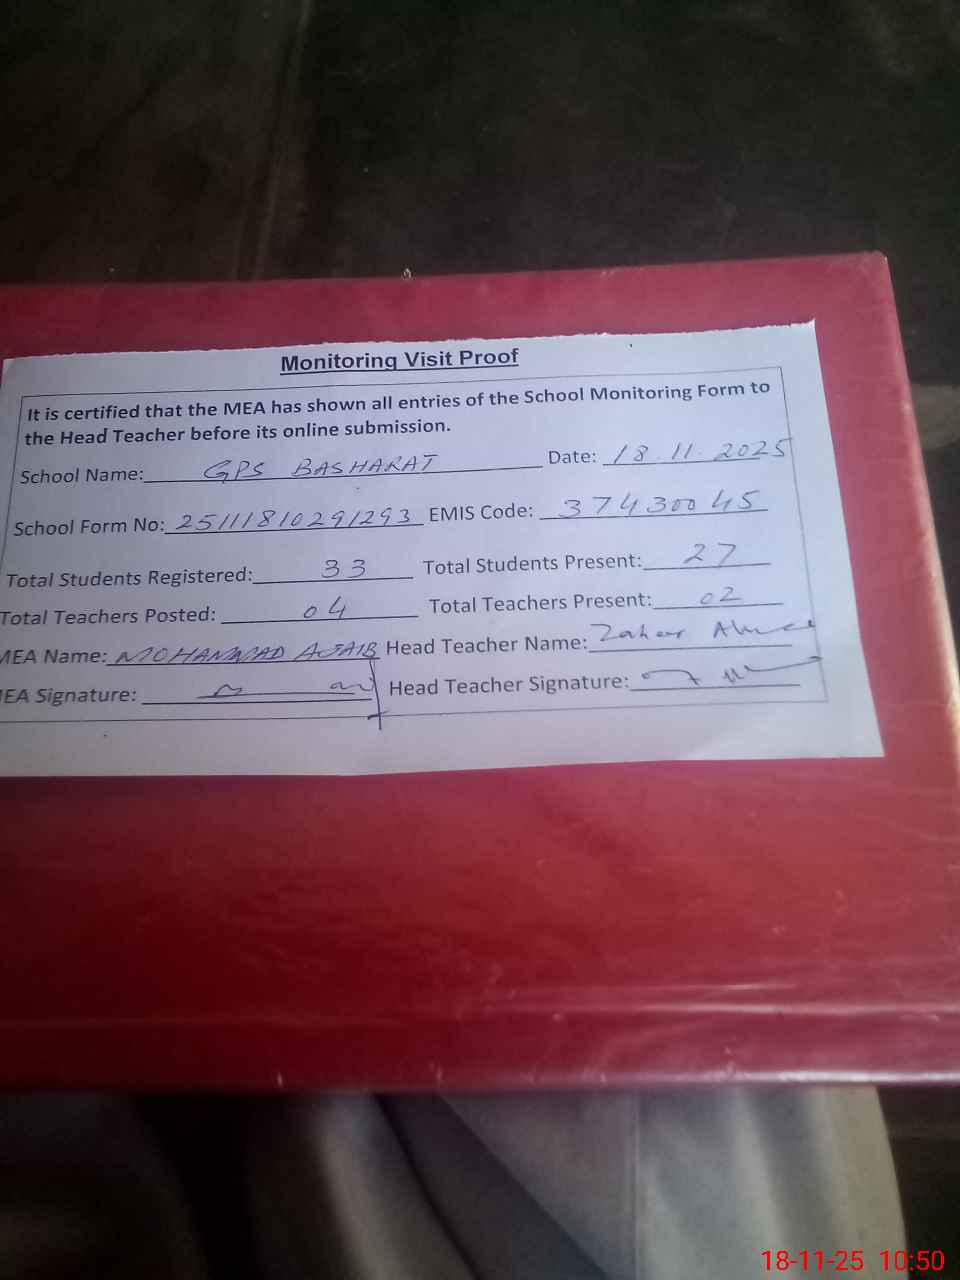 Monitoring Visit Proof
It is certified that the MEA has shown all entries of the School Monitoring Form to
the Head Teacher before its online submission.
School Name: GPS BASHARAT Date: 18.11.2025
School Form No: 25111810291293 EMIS Code: 37430045
Total Students Registered: 33 Total Students Present: 27
Total Teachers Posted: 04 Total Teachers Present: 02
MEA Name: MOHAMMAD AJAIB Head Teacher Name: Zaheer Ahmed
MEA Signature: Head Teacher Signature:
18-11-25 10:50